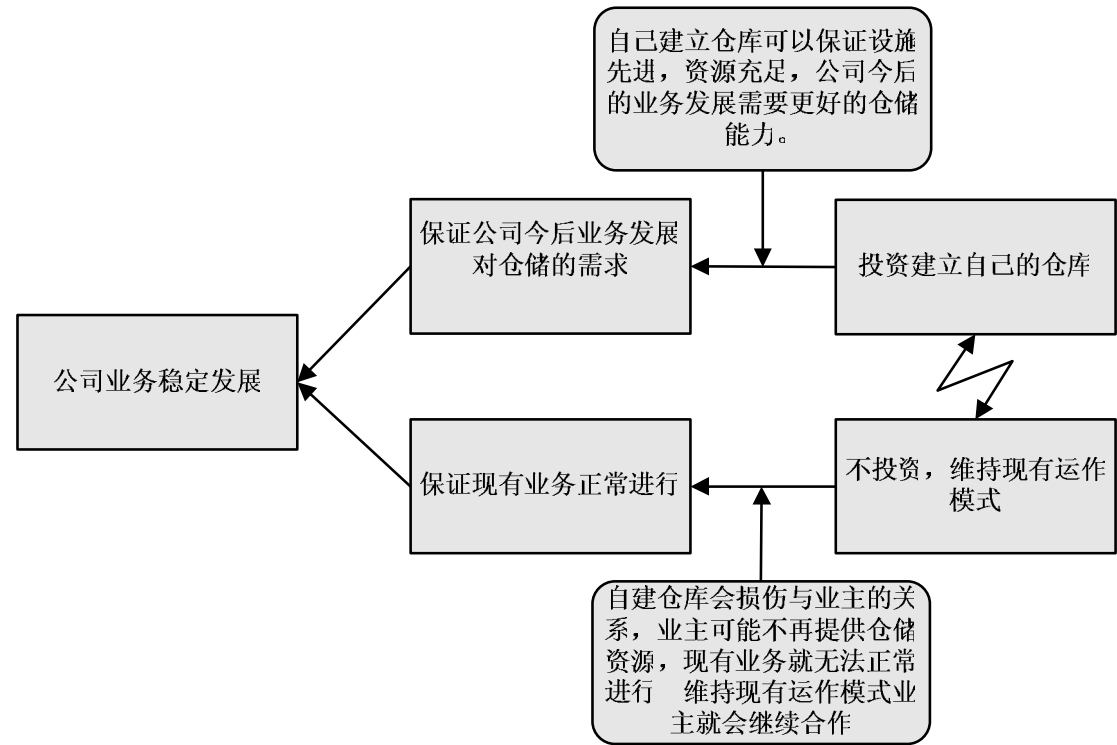 自己建立仓库可以保证设施
先进，资源充足，公司今后
的业务发展需要更好的仓储
能力。
保证公司今后业务发展
对仓储的需求
投资建立自己的仓库
公司业务稳定发展
保证现有业务正常进行
不投资，维持现有运作
模式
自建仓库会损伤与业主的关
系，业主可能不再提供仓储
资源，现有业务就无法正常
进行　维持现有运作模式业
主就会继续合作